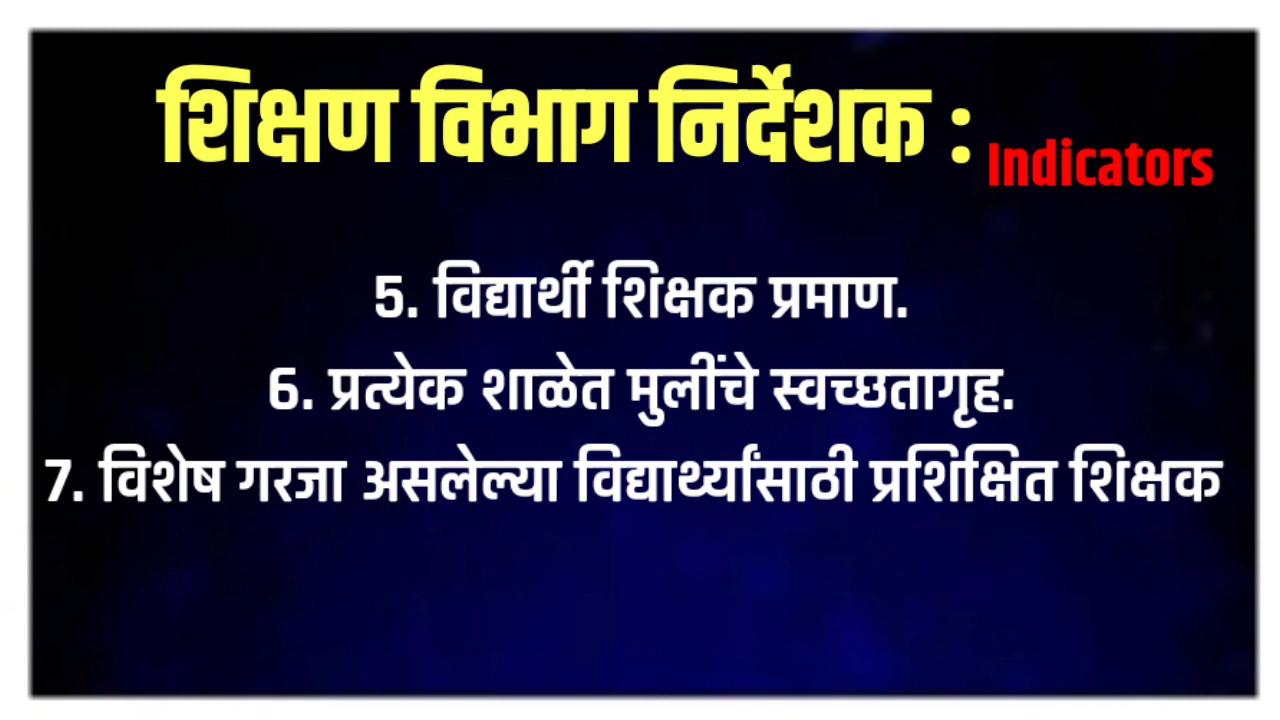 शिक्षण विभाग निर्देशक : Indicators
5. विद्यार्थी शिक्षक प्रमाण.
6. प्रत्येक शाळेत मुलींचे स्वच्छतागृह.
7. विशेष गरजा असलेल्या विद्यार्थ्यांसाठी प्रशिक्षित शिक्षक